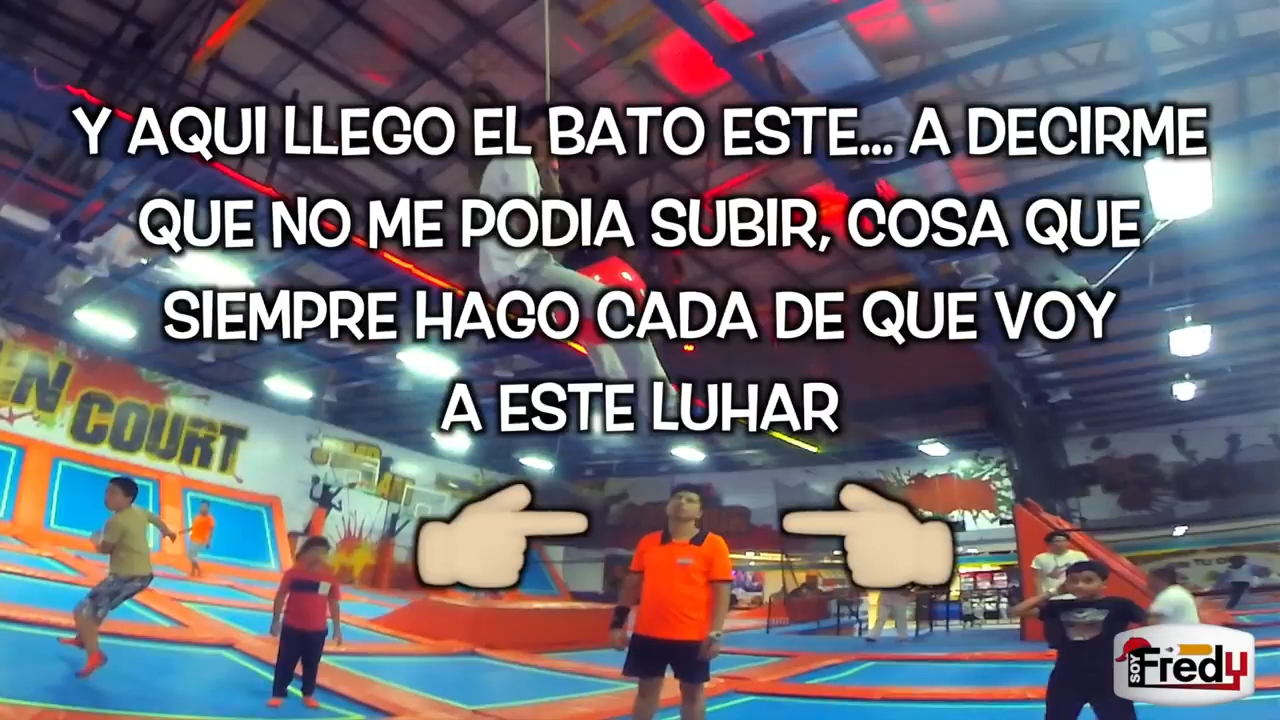 Y AQUI LLEGO EL BATO ESTE... A DECIRME
QUE NO ME PODIA SUBIR, COSA QUE
SIEMPRE HAGO CADA DE QUE VOY
A ESTE LUHAR
EN COURT
SOY
Fredy